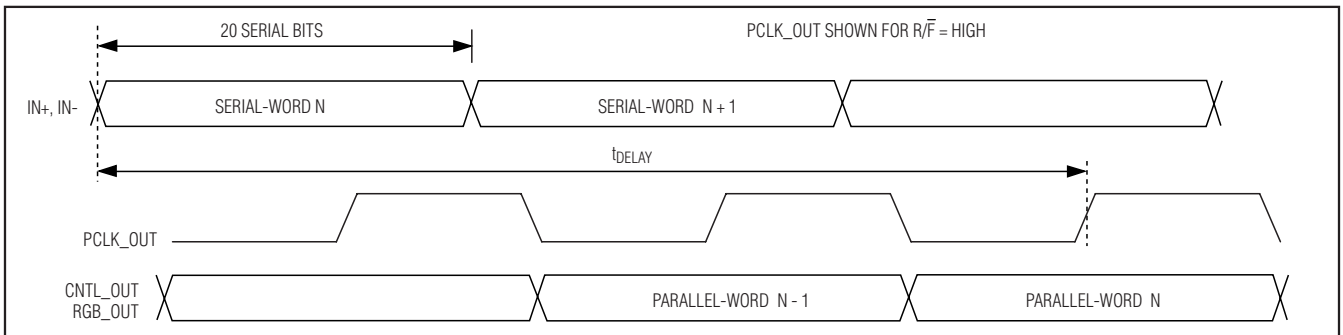 20 SERIAL BITS
PCLK_OUT SHOWN FOR R/F̅ = HIGH
IN+, IN-
SERIAL-WORD N
SERIAL-WORD N + 1
tDELAY
PCLK_OUT
CNTL_OUT
RGB_OUT
PARALLEL-WORD N - 1
PARALLEL-WORD N